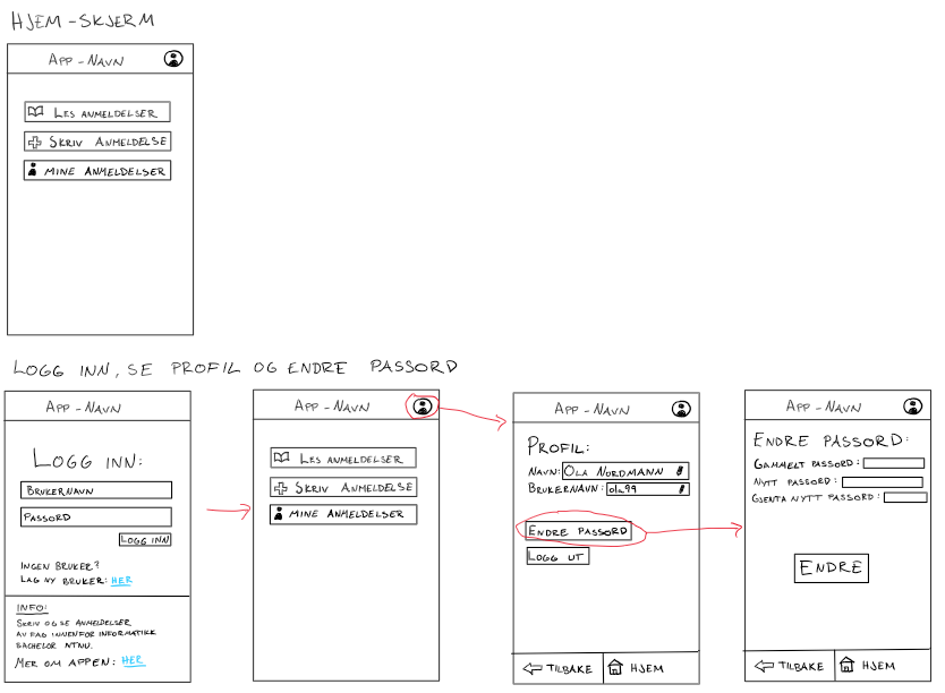 HJEM-SKJERM
APP-NAVN
LES ANMELDELSER
SKRIV ANMELDELSE
MINE ANMELDELSER
LOGG INN, SE PROFIL OG ENDRE PASSORD
APP-NAVN
LOGG INN:
BRUKERNAVN
PASSORD
LOGG INN
INGEN BRUKER?
LAG NY BRUKER: HER
INFO:
SKRIV OG SE ANMELDELSER
AV FAG INNENFOR INFORMATIKK
BACHELOR NTNU.
MER OM APPEN: HER
APP-NAVN
LES ANMELDELSER
SKRIV ANMELDELSE
MINE ANMELDELSER
APP-NAVN
PROFIL:
NAVN: OLA NORDMANN
BRUKERNAVN: ola99
ENDRE PASSORD
LOGG UT
TILBAKE HJEM
APP-NAVN
ENDRE PASSORD:
GAMMELT PASSORD:
NYTT PASSORD:
GJENTA NYTT PASSORD:
ENDRE
TILBAKE HJEM